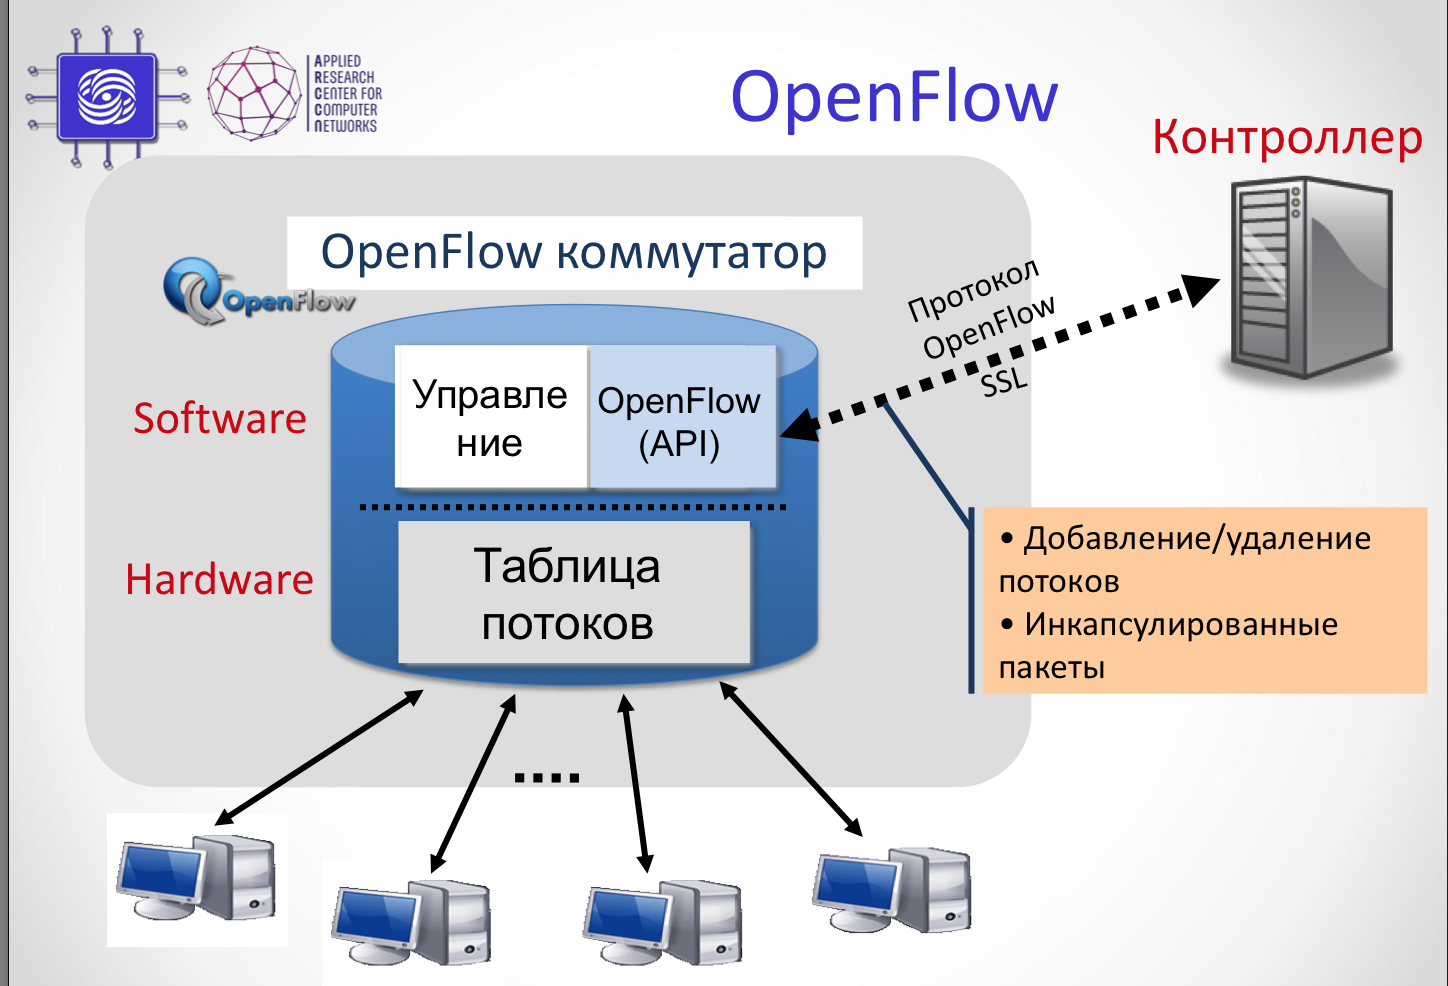 APPLIED
RESEARCH
CENTER FOR
COMPUTER
NETWORKS
OpenFlow
Контроллер
OpenFlow коммутатор
OpenFlow
Протокол
OpenFlow
SSL
Software
Управле
ние
OpenFlow
(API)
Hardware
Таблица
потоков
• Добавление/удаление
потоков
• Инкапсулированные
пакеты
.....